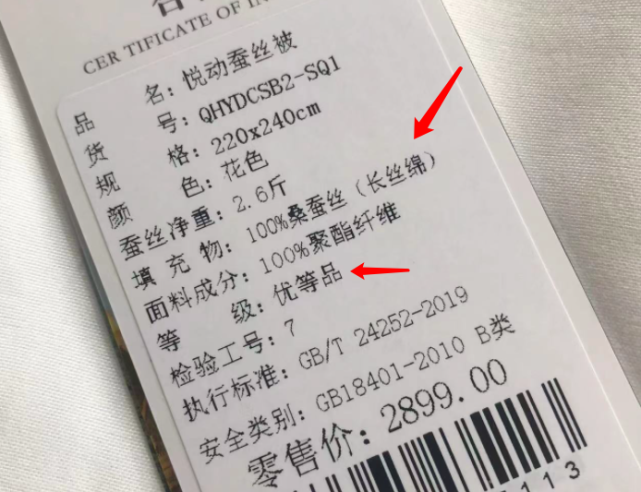 CERTIFICATE OF IN
品 名：悦动蚕丝被
货 号：QHYDCSB2-SQ1
规 格：220x240cm
颜 色：花色
蚕丝净重：2.6斤
填 充 物：100%桑蚕丝（长丝绵）
面料成分：100%聚酯纤维
等 级：优等品
检验工号：7
执行标准：GB/T 24252-2019
安全类别：GB18401-2010 B类
零售价：2899.00
113